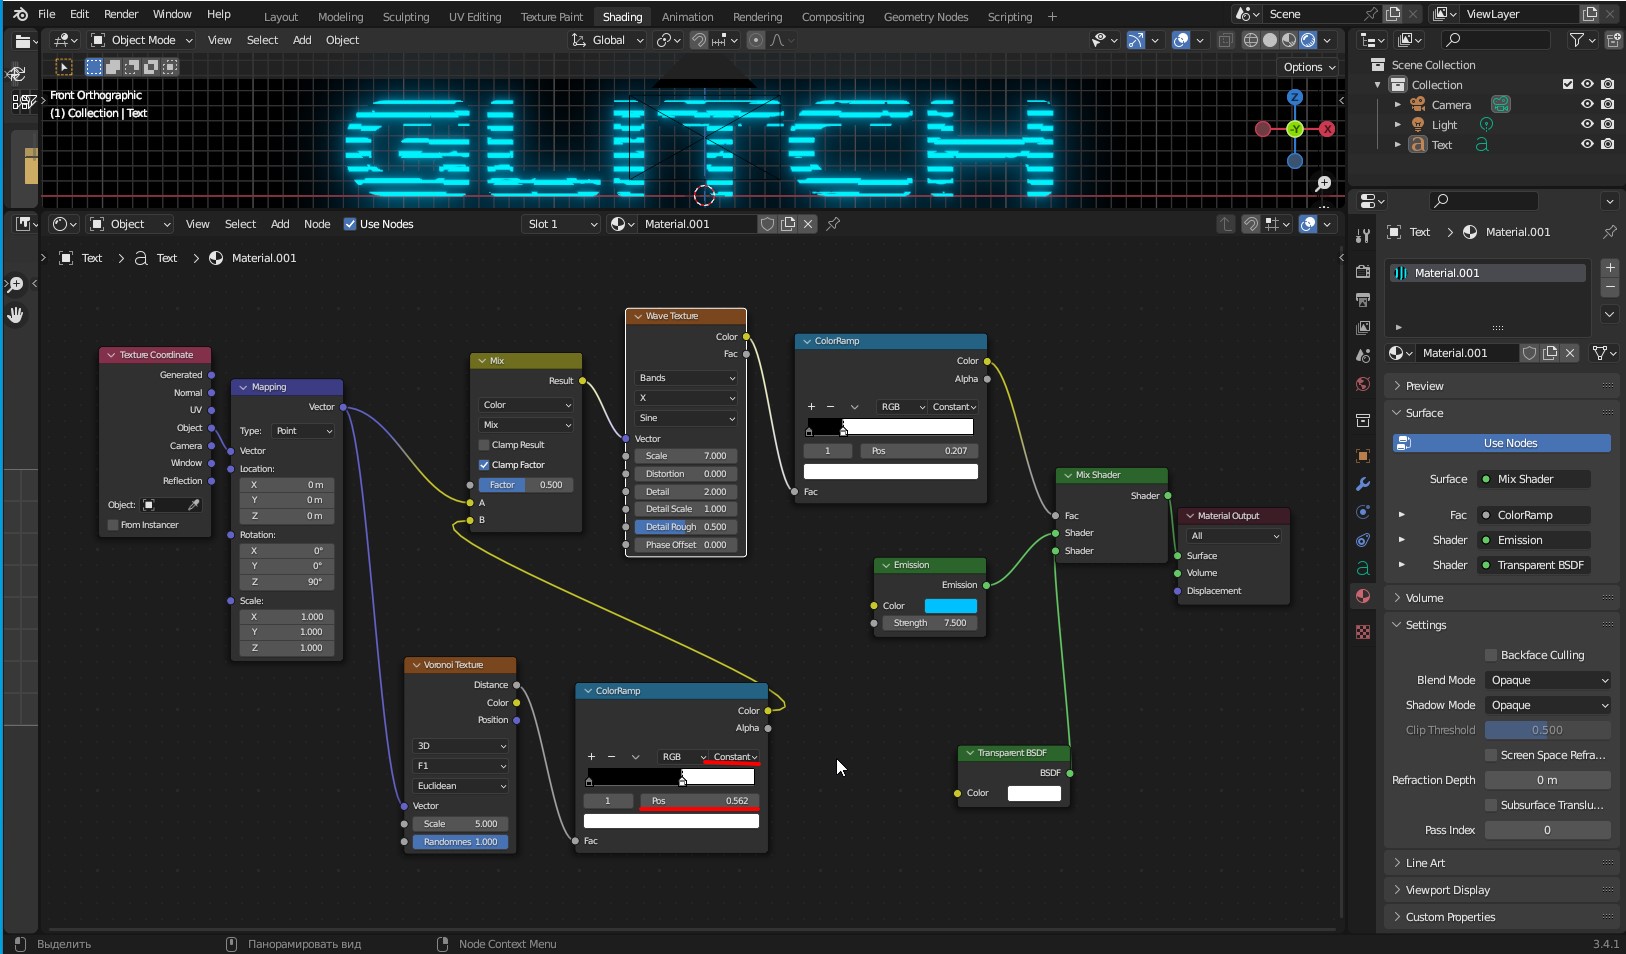 File Edit Render Window Help Layout Modeling Sculpting UV Editing Texture Paint Shading Animation Rendering Compositing Geometry Nodes Scripting + Scene ViewLayer
Object Mode View Select Add Object Global
Options
Front Orthographic
(1) Collection | Text
GLITCH
Z
-Y
X
Scene Collection
Collection
Camera
Light
Text
Object View Select Add Node Use Nodes Slot 1 Material.001
Text > Text > Material.001
Texture Coordinate
Generated
Normal
UV
Object
Camera
Window
Reflection
Object:
From Instancer
Mapping
Vector
Type: Point
Vector
Location:
X 0 m
Y 0 m
Z 0 m
Rotation:
X 0°
Y 0°
Z 90°
Scale:
X 1.000
Y 1.000
Z 1.000
Mix
Result
Color
Mix
Clamp Result
Clamp Factor
Factor 0.500
A
B
Wave Texture
Color
Fac
Bands
X
Sine
Vector
Scale 7.000
Distortion 0.000
Detail 2.000
Detail Scale 1.000
Detail Rough 0.500
Phase Offset 0.000
ColorRamp
Color
Alpha
+ − RGB Constant
1 Pos 0.207
Fac
Mix Shader
Shader
Fac
Shader
Shader
Material Output
All
Surface
Volume
Displacement
Emission
Emission
Color
Strength 7.500
Voronoi Texture
Distance
Color
Position
3D
F1
Euclidean
Vector
Scale 5.000
Randomnes 1.000
ColorRamp
Color
Alpha
+ − RGB Constant
1 Pos 0.562
Fac
Transparent BSDF
BSDF
Color
Text > Material.001
Material.001
Material.001
Preview
Surface
Use Nodes
Surface Mix Shader
Fac ColorRamp
Shader Emission
Shader Transparent BSDF
Volume
Settings
Backface Culling
Blend Mode Opaque
Shadow Mode Opaque
Clip Threshold 0.500
Screen Space Refra...
Refraction Depth 0 m
Subsurface Translu...
Pass Index 0
Line Art
Viewport Display
Custom Properties
Выделить Панорамировать вид Node Context Menu 3.4.1